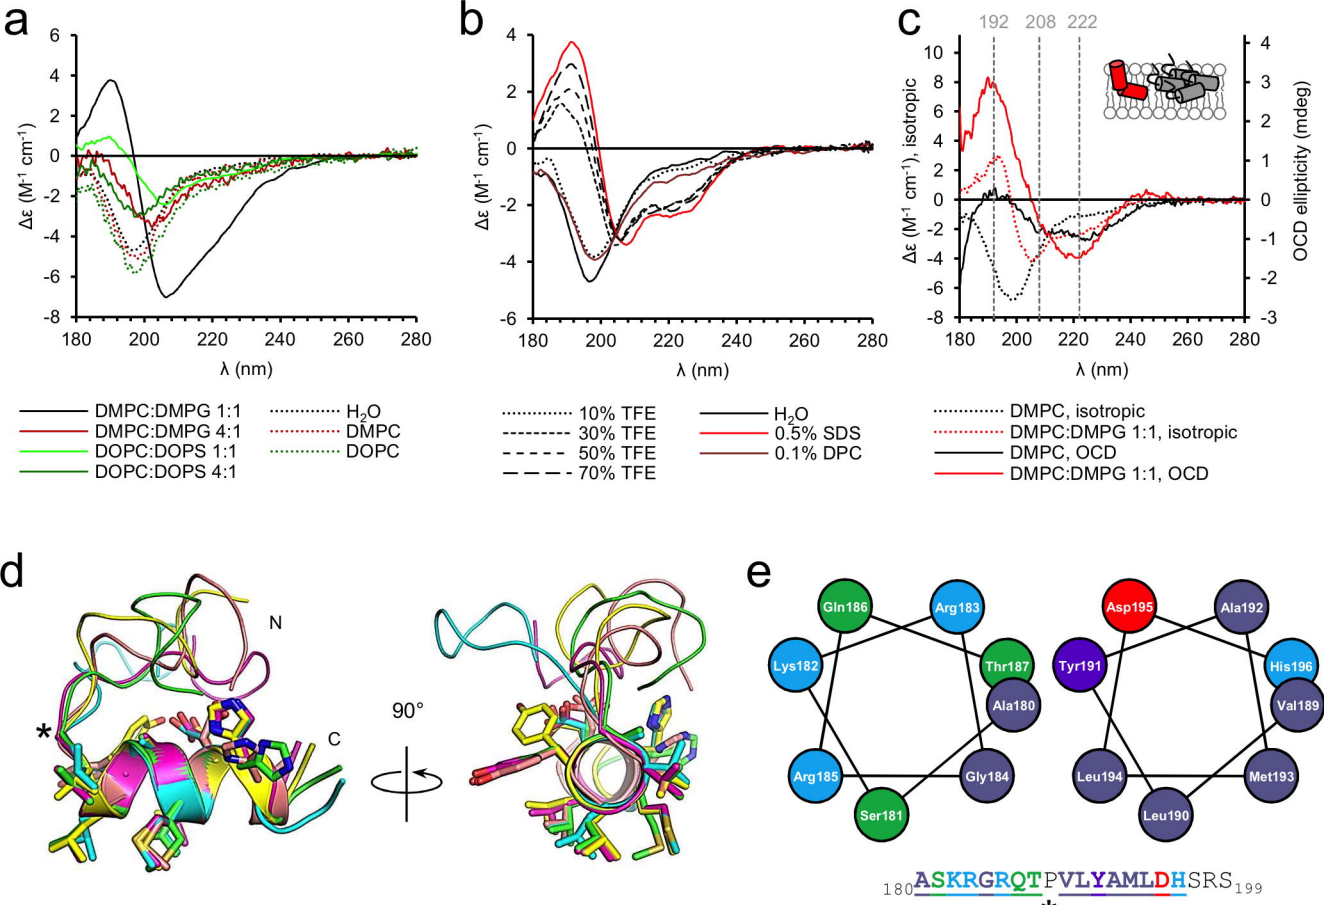 a
6
4
2
0
-2
-4
-6
-8
Δε (M⁻¹ cm⁻¹)
180 200 220 240 260 280
λ (nm)
DMPC:DMPG 1:1
DMPC:DMPG 4:1
DOPC:DOPS 1:1
DOPC:DOPS 4:1
H₂O
DMPC
DOPC
b
4
2
0
-2
-4
-6
Δε (M⁻¹ cm⁻¹)
180 200 220 240 260 280
λ (nm)
10% TFE
30% TFE
50% TFE
70% TFE
H₂O
0.5% SDS
0.1% DPC
c
192 208 222
10
8
6
4
2
0
-2
-4
-6
-8
Δε (M⁻¹ cm⁻¹), isotropic
4
3
2
1
0
-1
-2
-3
OCD ellipticity (mdeg)
180 200 220 240 260 280
λ (nm)
DMPC, isotropic
DMPC:DMPG 1:1, isotropic
DMPC, OCD
DMPC:DMPG 1:1, OCD
d
N
C
*
90°
e
Gln186
Arg183
Lys182
Thr187
Ala180
Arg185
Gly184
Ser181
Asp195
Ala192
Tyr191
His196
Val189
Leu194
Met193
Leu190
180ASKRGRQTPVLYAMLDHSRS199
*